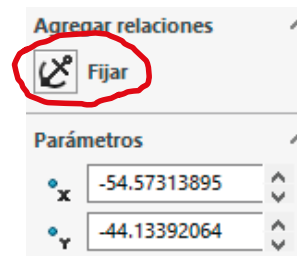 Agregar relaciones
Fijar
Parámetros
X -54.57313895
Y -44.13392064